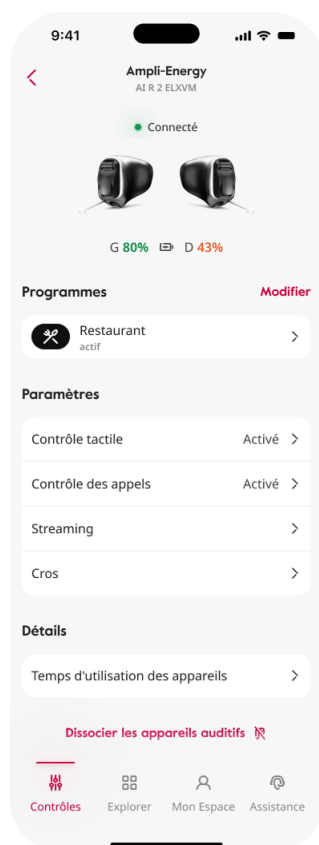 9:41
Ampli-Energy
AI R 2 ELXVM
Connecté
G 80% D 43%
Programmes Modifier
Restaurant
actif
Paramètres
Contrôle tactile Activé
Contrôle des appels Activé
Streaming
Cros
Détails
Temps d'utilisation des appareils
Dissocier les appareils auditifs
Contrôles Explorer Mon Espace Assistance